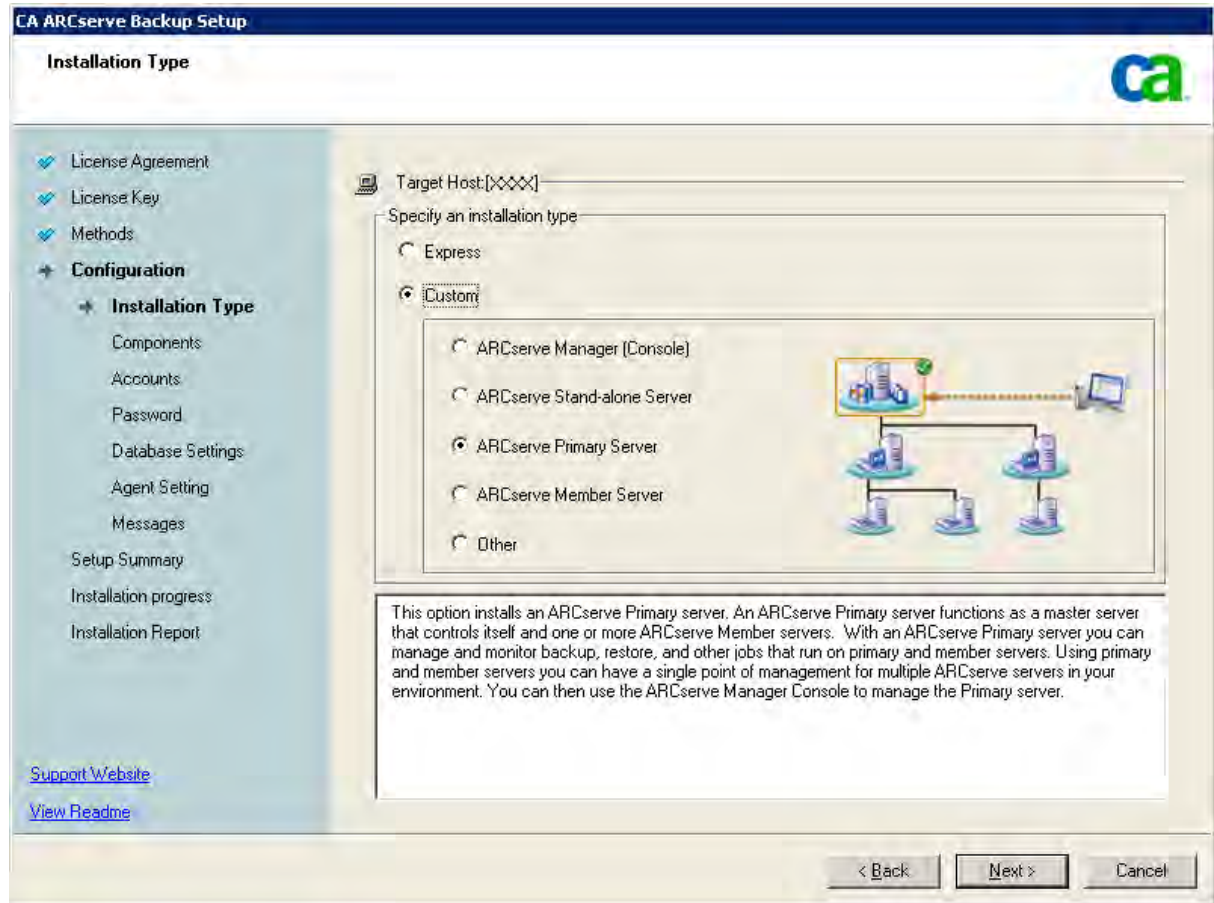 CA ARCserve Backup Setup
Installation Type
ca
License Agreement
License Key
Methods
Configuration
Installation Type
Components
Accounts
Password
Database Settings
Agent Setting
Messages
Setup Summary
Installation progress
Installation Report
Support Website
View Readme
Target Host:[XXXX]
Specify an installation type
Express
Custom
ARCserve Manager (Console)
ARCserve Stand-alone Server
ARCserve Primary Server
ARCserve Member Server
Other
This option installs an ARCserve Primary server. An ARCserve Primary server functions as a master server
that controls itself and one or more ARCserve Member servers. With an ARCserve Primary server you can
manage and monitor backup, restore, and other jobs that run on primary and member servers. Using primary
and member servers you can have a single point of management for multiple ARCserve servers in your
environment. You can then use the ARCserve Manager Console to manage the Primary server.
< Back
Next >
Cancel